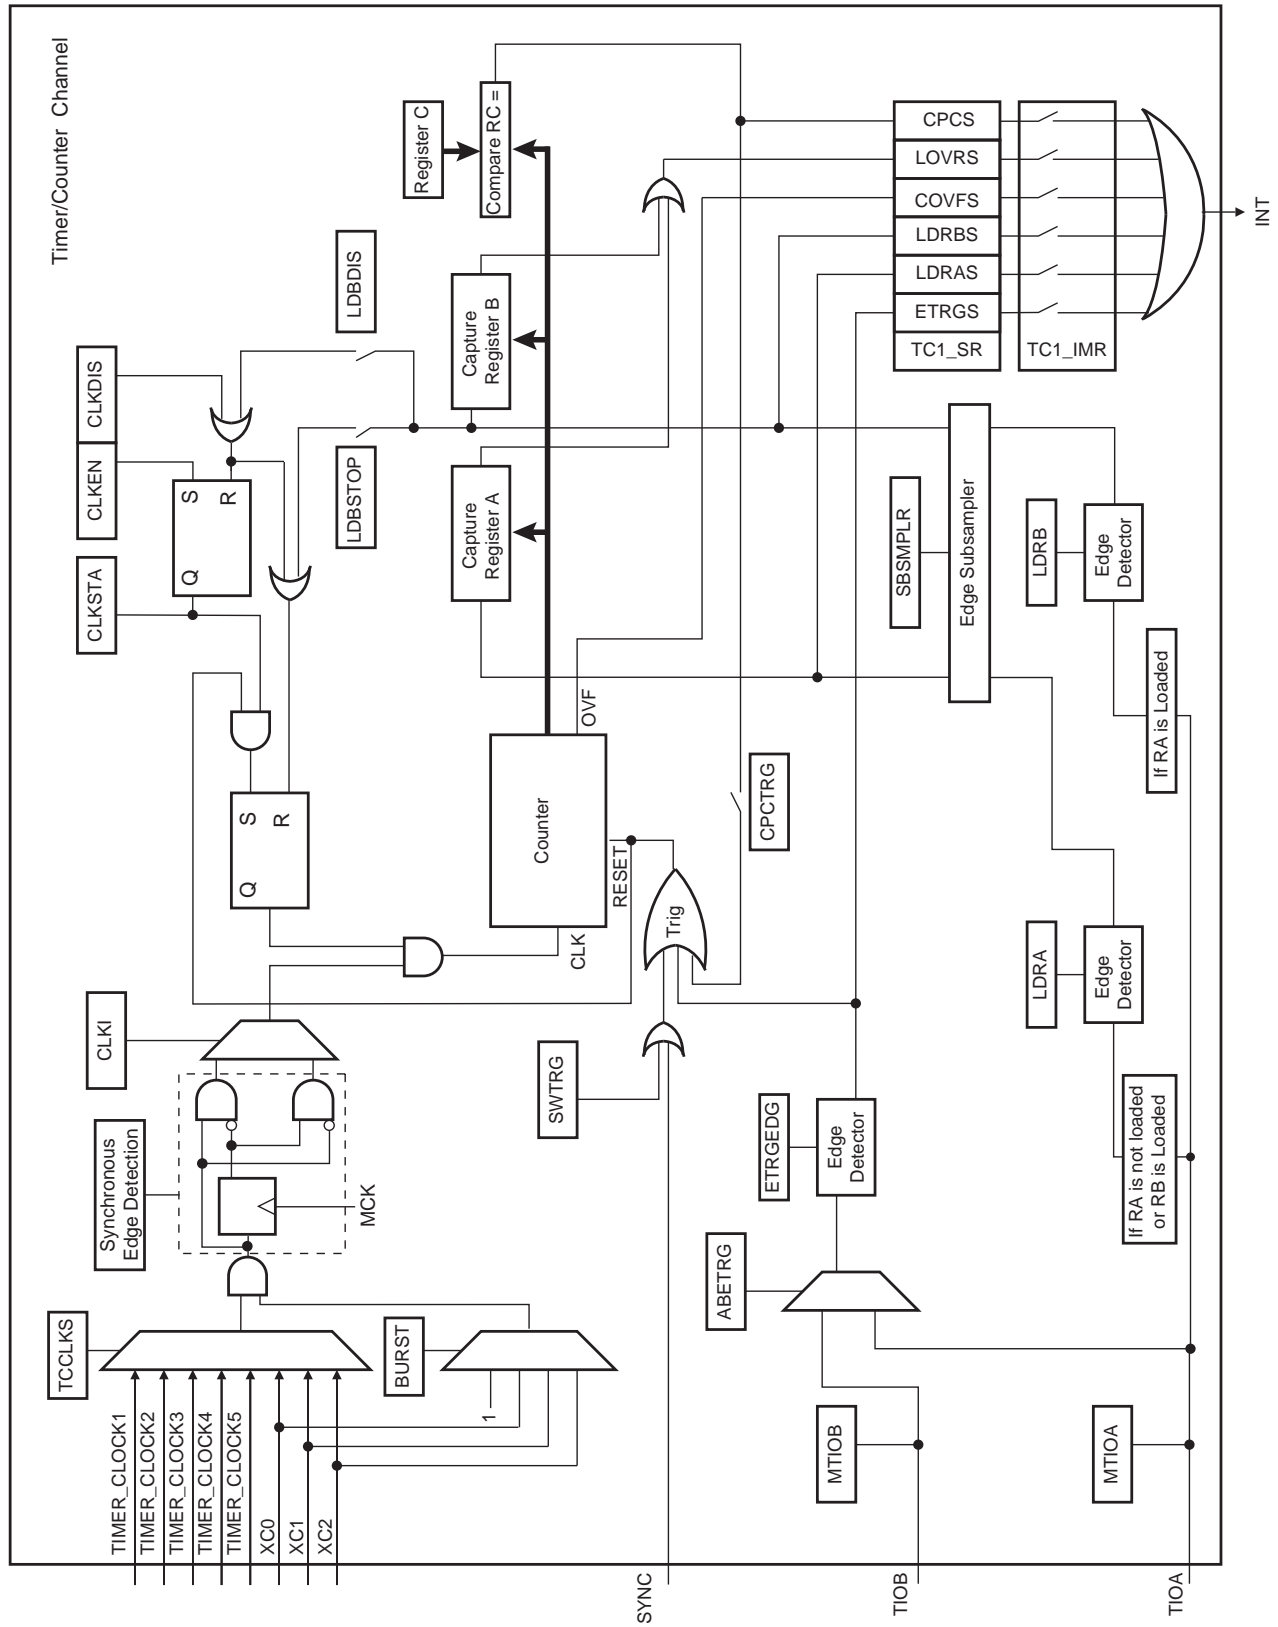 Timer/Counter Channel
TCCLKS
TIMER_CLOCK1
TIMER_CLOCK2
TIMER_CLOCK3
TIMER_CLOCK4
TIMER_CLOCK5
XC0
XC1
XC2
Synchronous
Edge Detection
MCK
CLKI
BURST
1
CLKSTA
CLKEN
CLKDIS
Q
S
R
Q
S
R
LDBSTOP
LDBDIS
SYNC
SWTRG
Trig
CLK
RESET
Counter
OVF
Capture
Register A
Capture
Register B
Register C
Compare RC =
CPCTRG
TIOB
MTIOB
ABETRG
ETRGEDG
Edge
Detector
TIOA
MTIOA
If RA is not loaded
or RB is Loaded
LDRA
Edge
Detector
If RA is Loaded
LDRB
Edge
Detector
SBSMPLR
Edge Subsampler
CPCS
LOVRS
COVFS
LDRBS
LDRAS
ETRGS
TC1_SR
TC1_IMR
INT